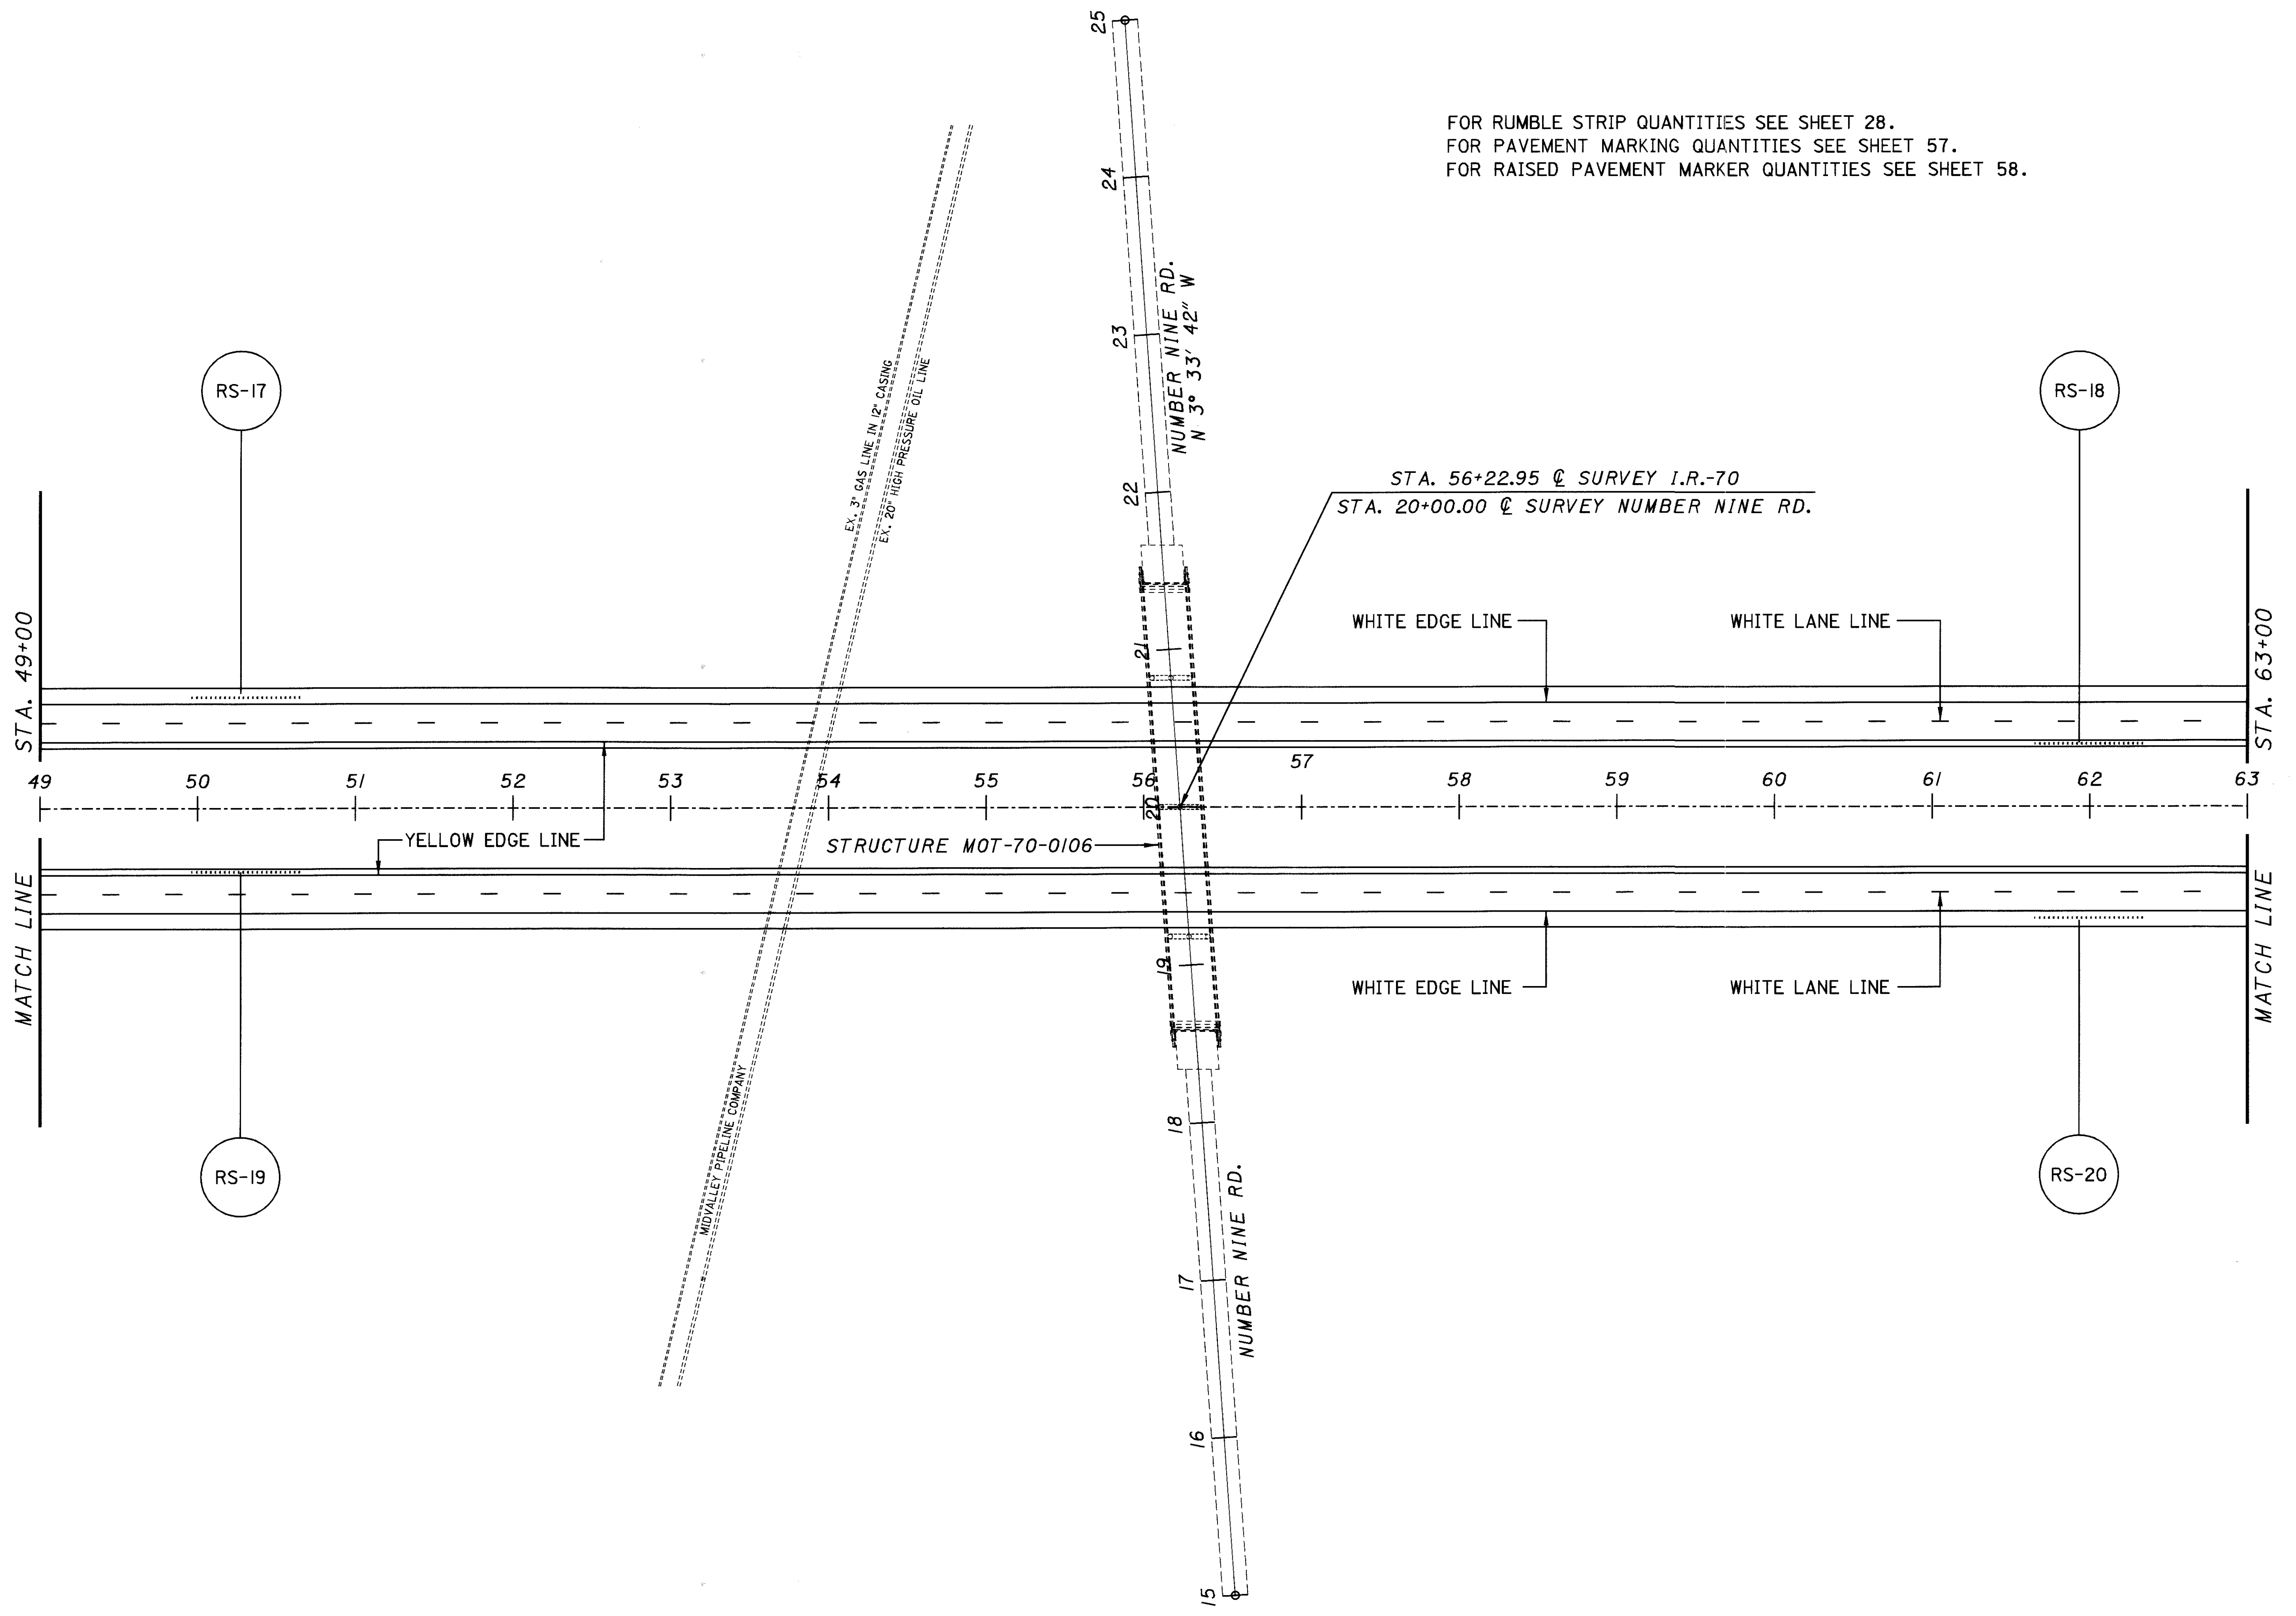 25
FOR RUMBLE STRIP QUANTITIES SEE SHEET 28.
FOR PAVEMENT MARKING QUANTITIES SEE SHEET 57.
FOR RAISED PAVEMENT MARKER QUANTITIES SEE SHEET 58.
24
23
NUMBER NINE RD.
N 3° 33' 42" W
RS-17
RS-18
EX. 3" GAS LINE IN 12" CASING
EX. 20" HIGH PRESSURE OIL LINE
22
STA. 56+22.95 ℄ SURVEY I.R.-70
STA. 20+00.00 ℄ SURVEY NUMBER NINE RD.
WHITE EDGE LINE
WHITE LANE LINE
21
STA. 49+00
STA. 63+00
49 50 51 52 53 54 55 56 57 58 59 60 61 62 63
20
YELLOW EDGE LINE
STRUCTURE MOT-70-0106
MATCH LINE
MATCH LINE
19
WHITE EDGE LINE
WHITE LANE LINE
MIDVALLEY PIPELINE COMPANY
18
RS-19
RS-20
NUMBER NINE RD.
17
16
15